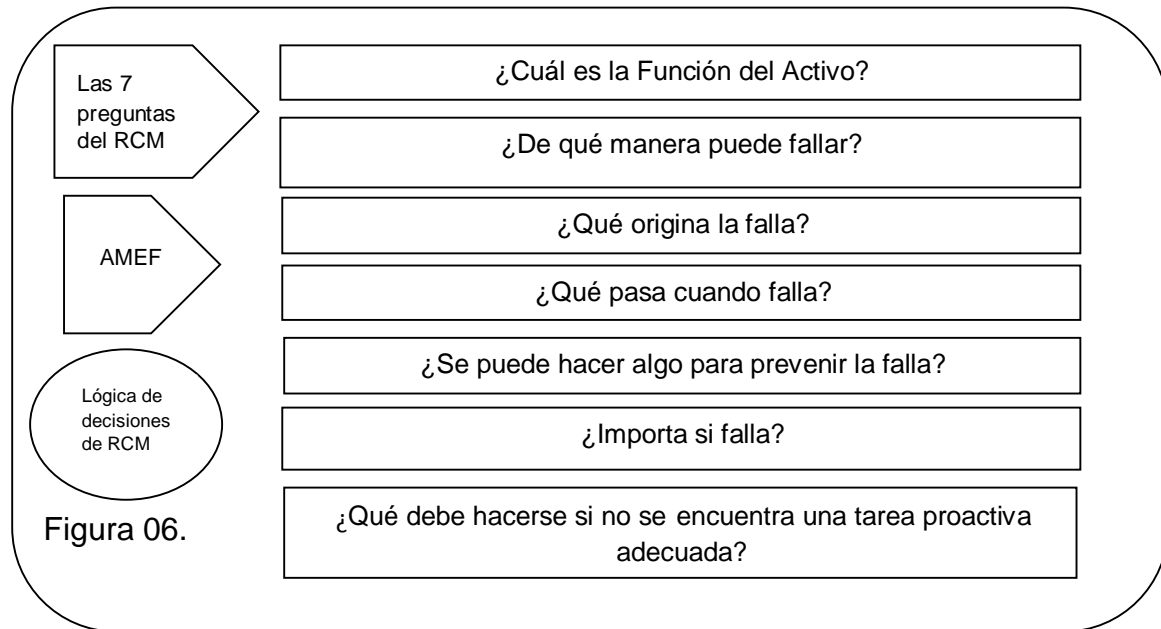 Las 7
preguntas
del RCM
¿Cuál es la Función del Activo?
¿De qué manera puede fallar?
AMEF
¿Qué origina la falla?
¿Qué pasa cuando falla?
Lógica de
decisiones
de RCM
¿Se puede hacer algo para prevenir la falla?
¿Importa si falla?
¿Qué debe hacerse si no se encuentra una tarea proactiva
adecuada?
Figura 06.